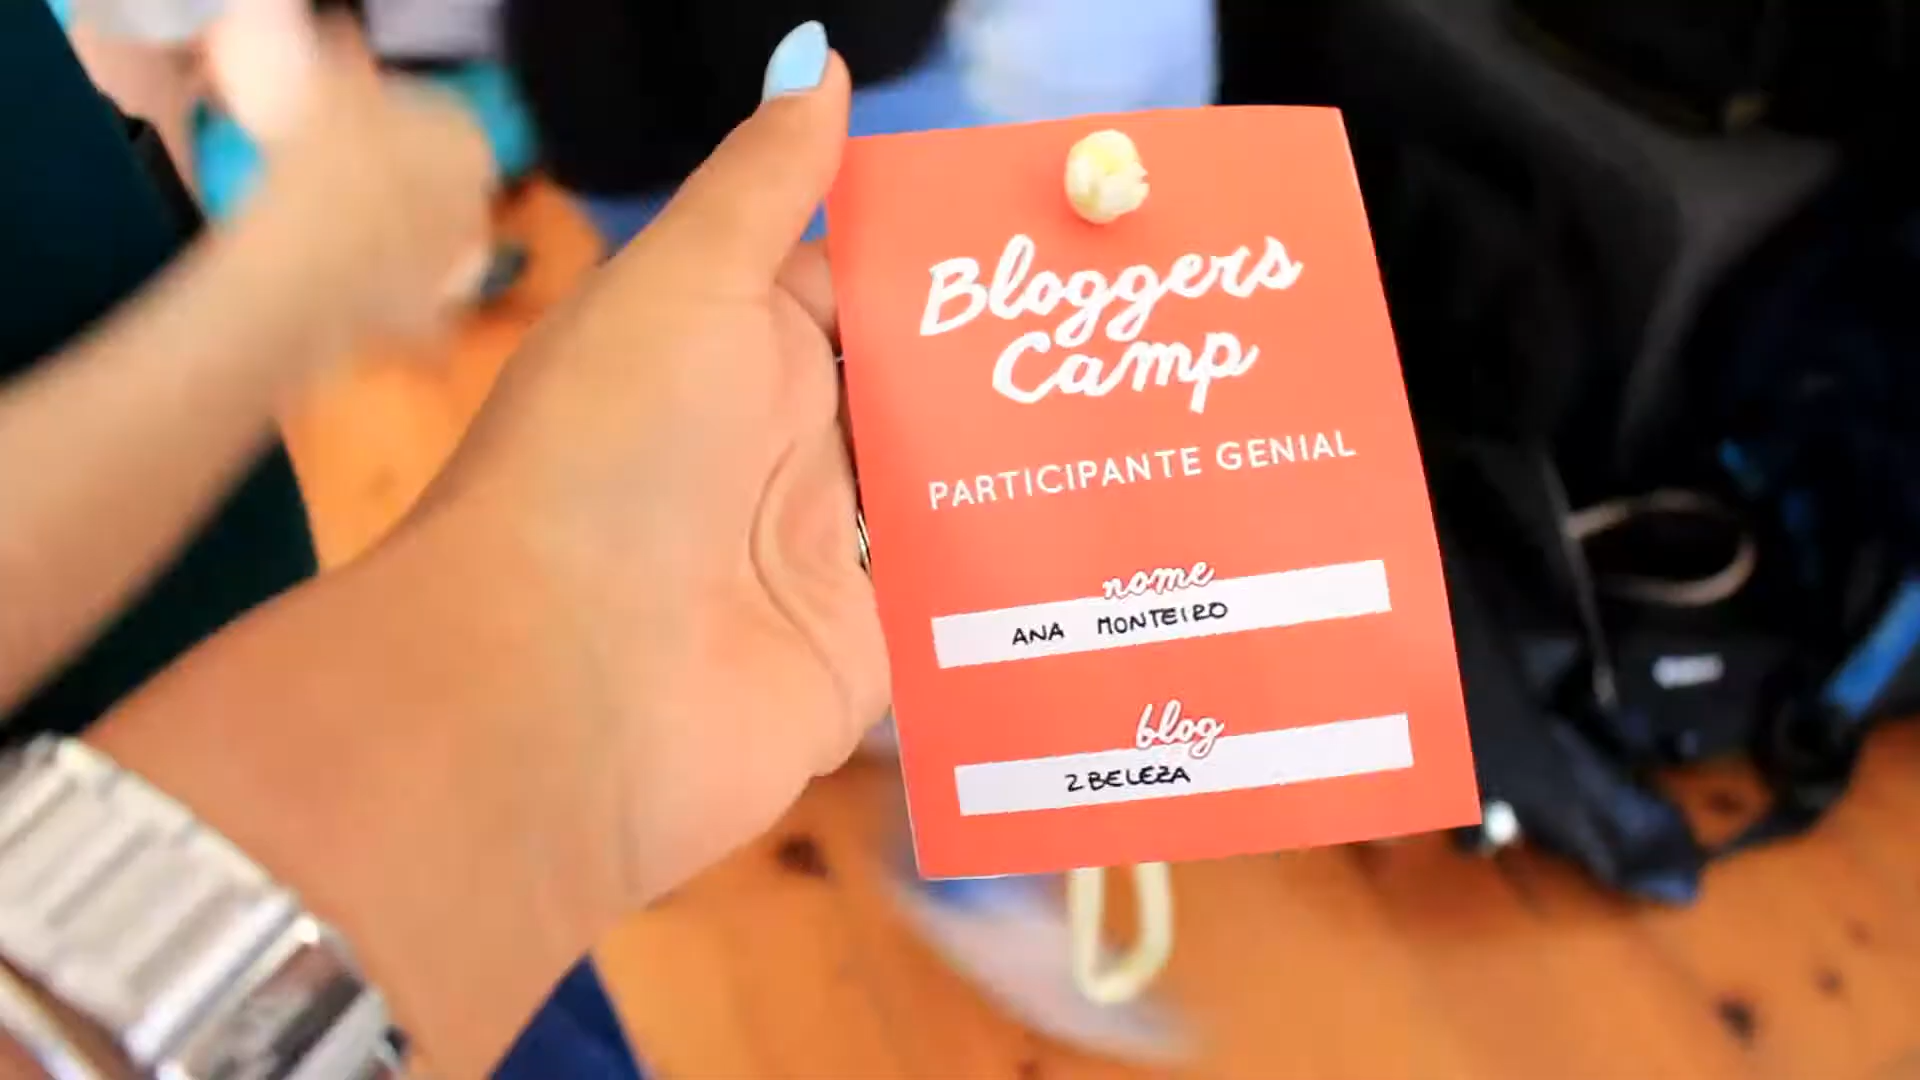 Bloggers
Camp
PARTICIPANTE GENIAL
nome
ANA MONTEIRO
blog
2BELEZA